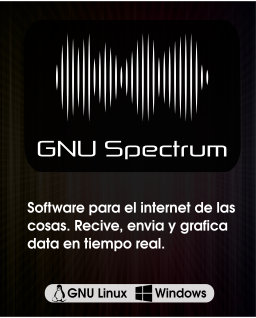 GNU Spectrum
Software para el internet de las
cosas. Recive, envia y grafica
data en tiempo real.
GNU Linux Windows